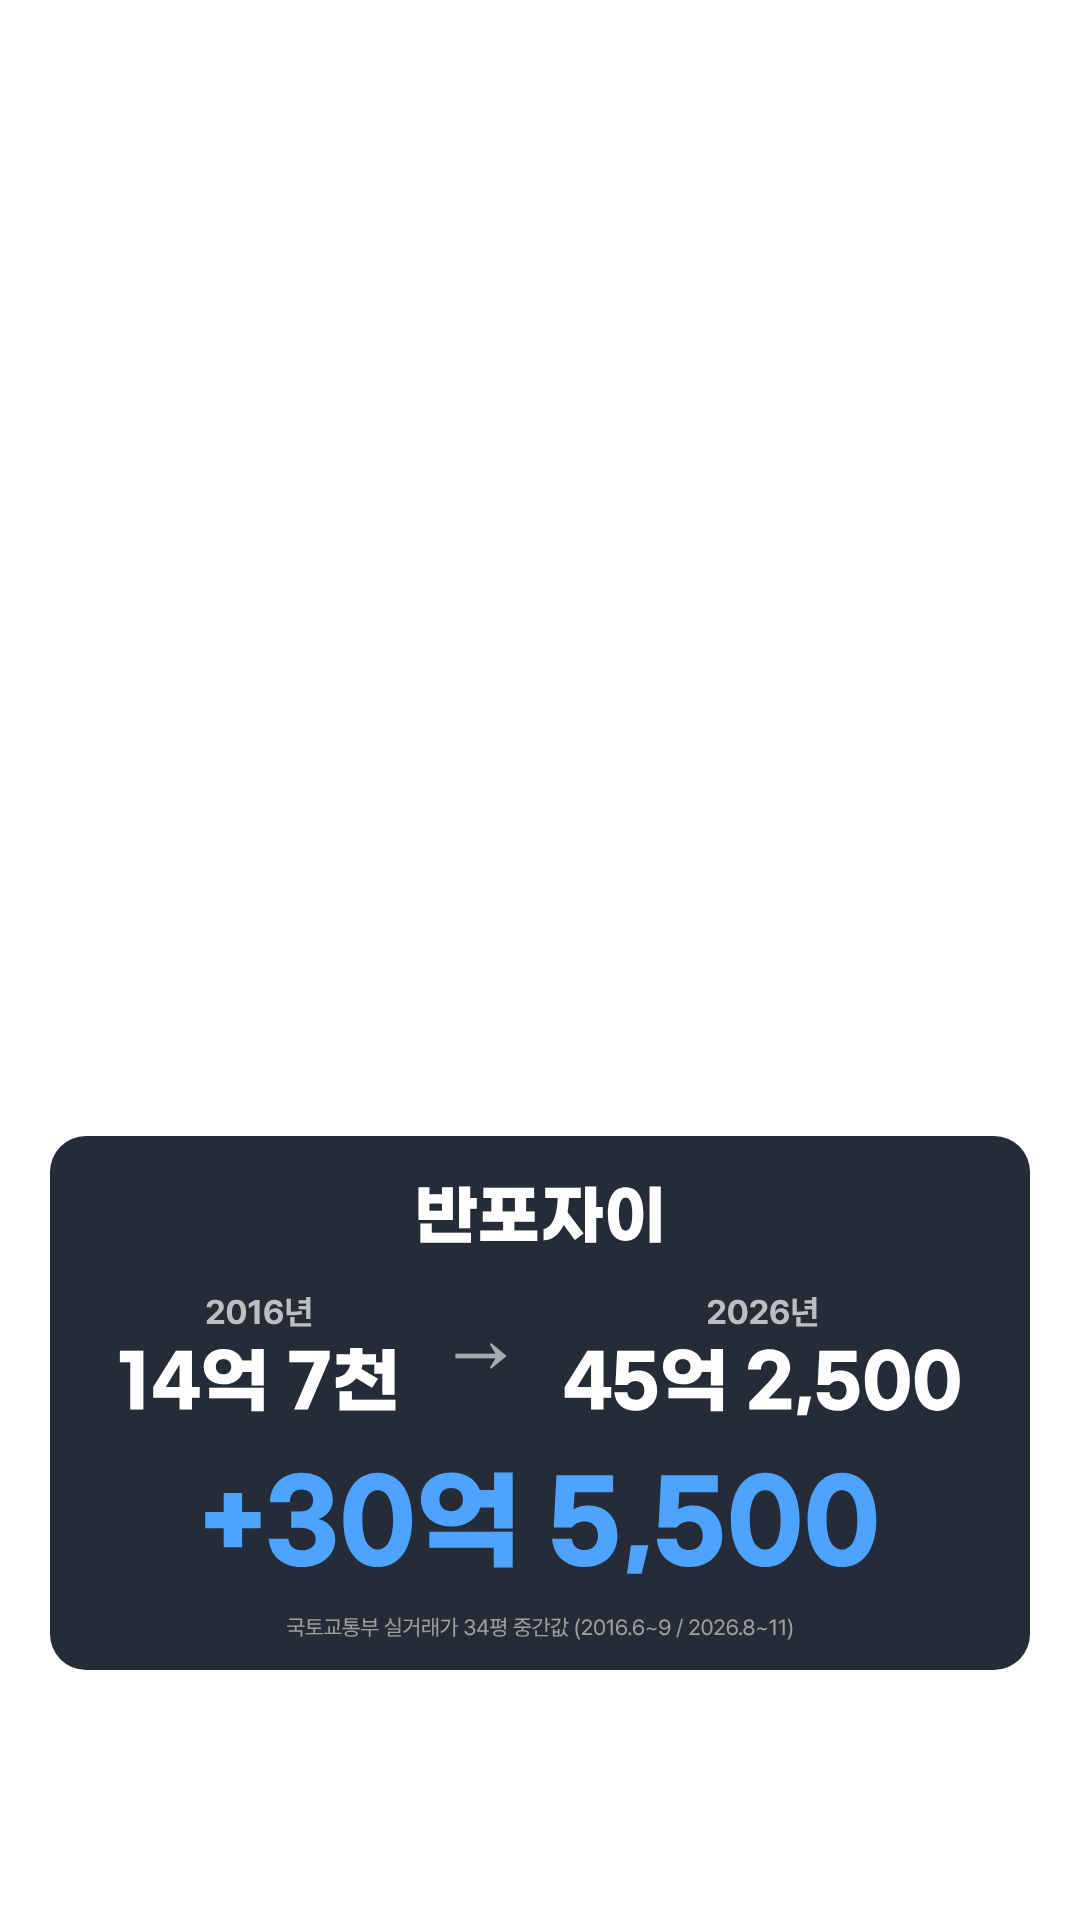 반포자이
2016년
14억 7천
→
2026년
45억 2,500
+30억 5,500
국토교통부 실거래가 34평 중간값 (2016.6~9 / 2026.8~11)